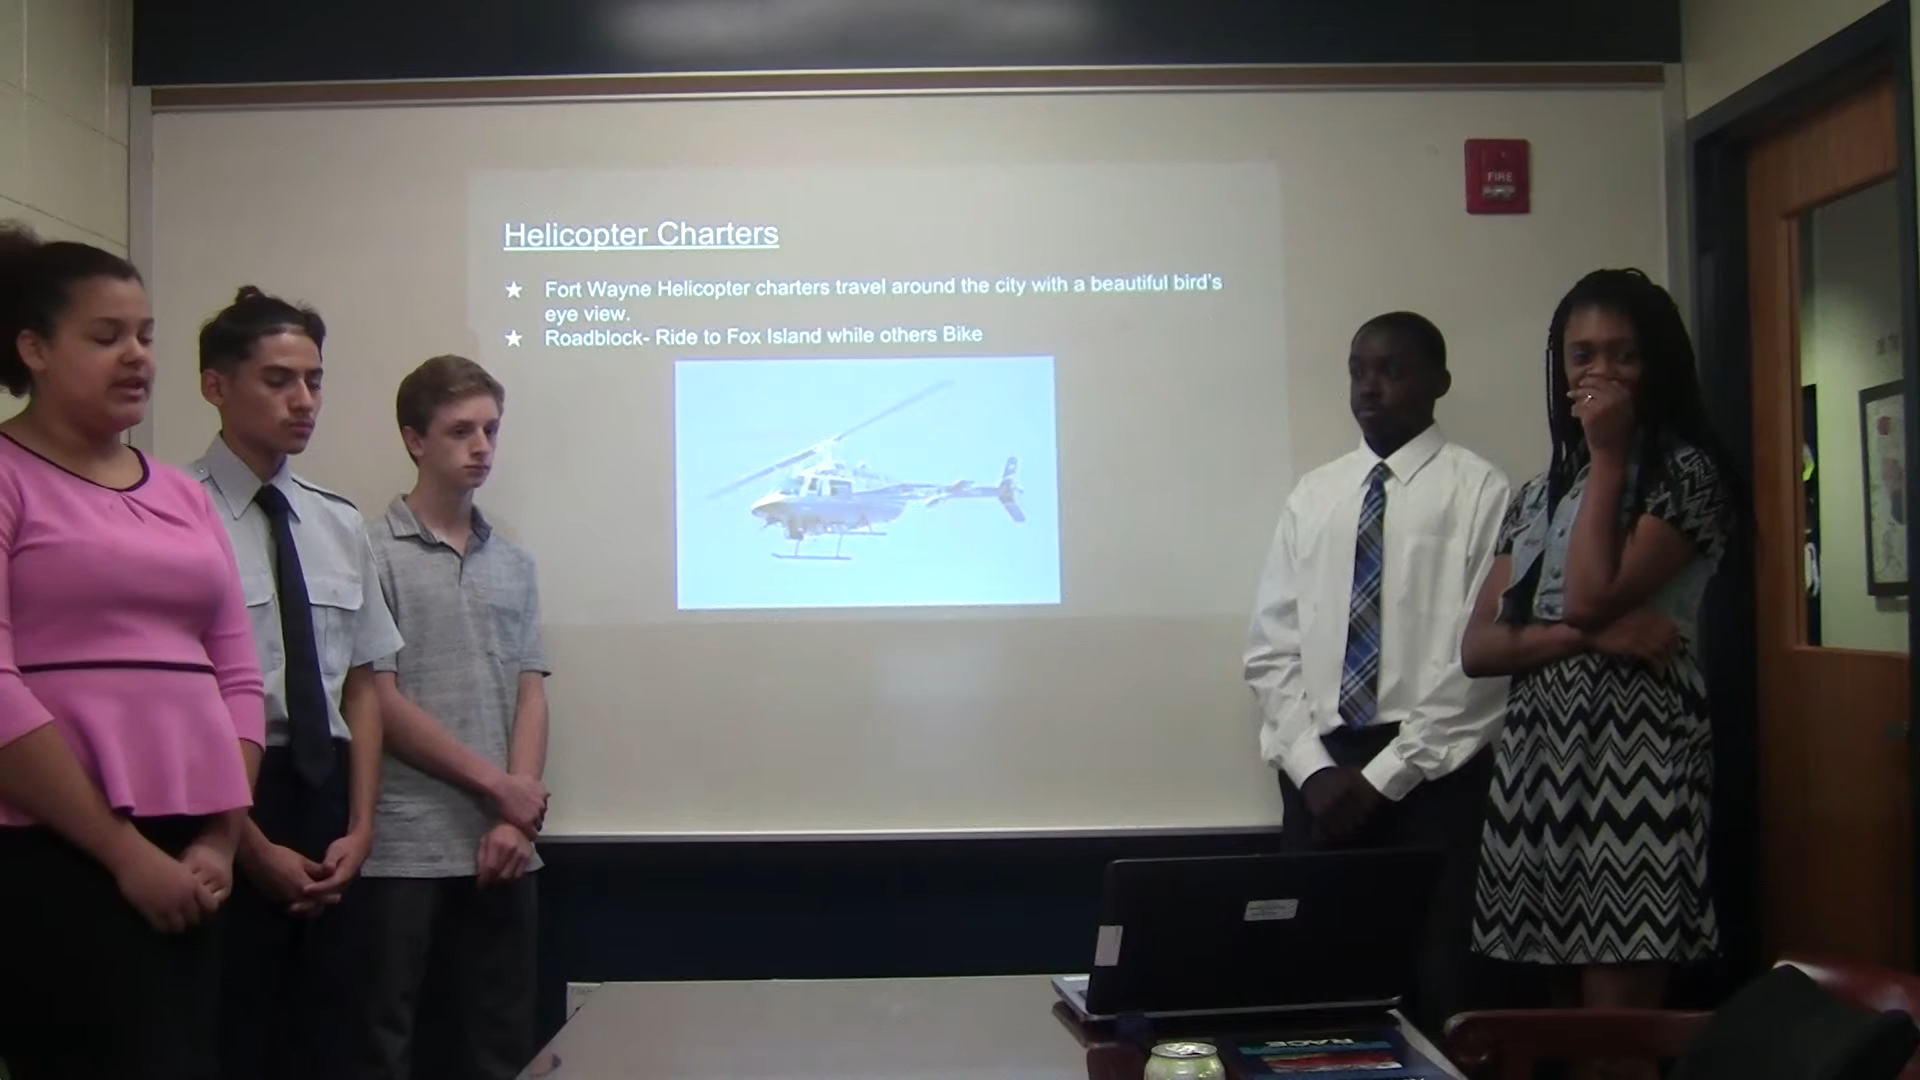 Helicopter Charters
★ Fort Wayne Helicopter charters travel around the city with a beautiful bird's
eye view.
★ Roadblock- Ride to Fox Island while others Bike
FIRE
RACE